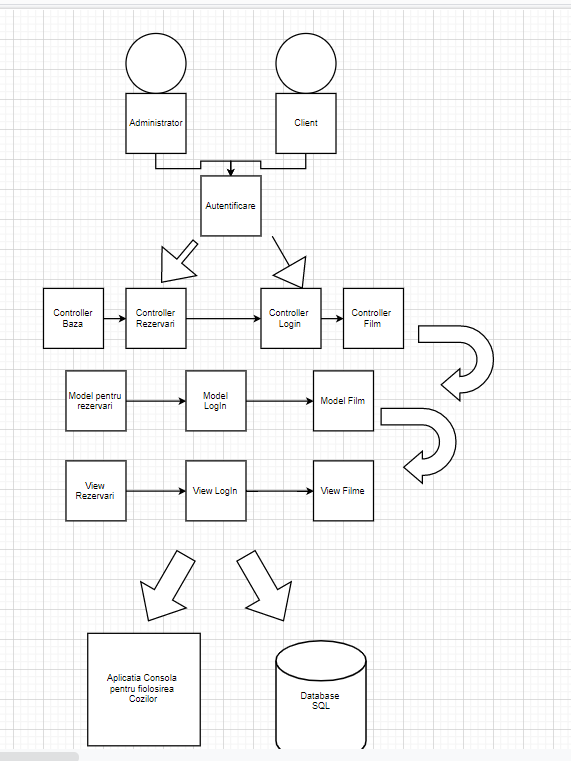 Administrator
Client
Autentificare
Controller
Baza
Controller
Rezervari
Controller
Login
Controller
Film
Model pentru
rezervari
Model
LogIn
Model Film
View
Rezervari
View LogIn
View Filme
Aplicatia Consola
pentru fiolosirea
Cozilor
Database
SQL